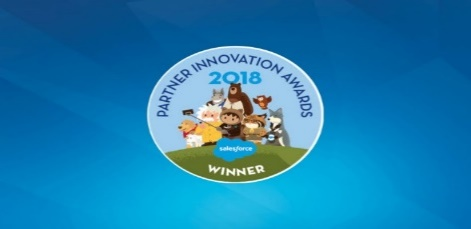 PARTNER INNOVATION AWARDS
2018
salesforce
WINNER